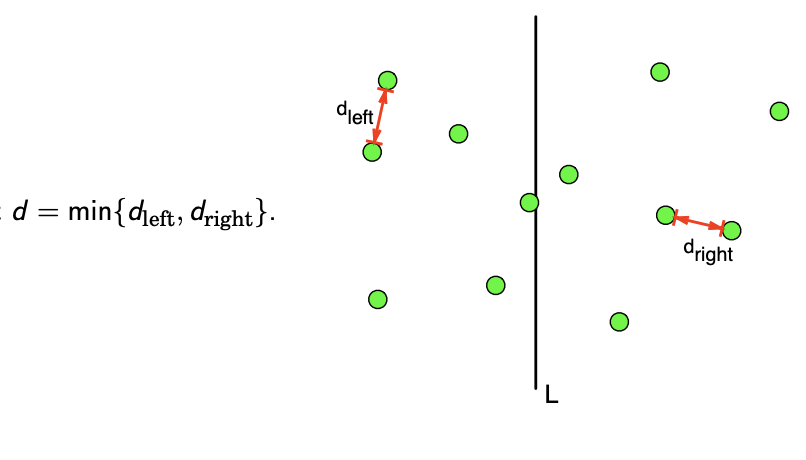 : d = min{d_left, d_right}.
d_left
d_right
L